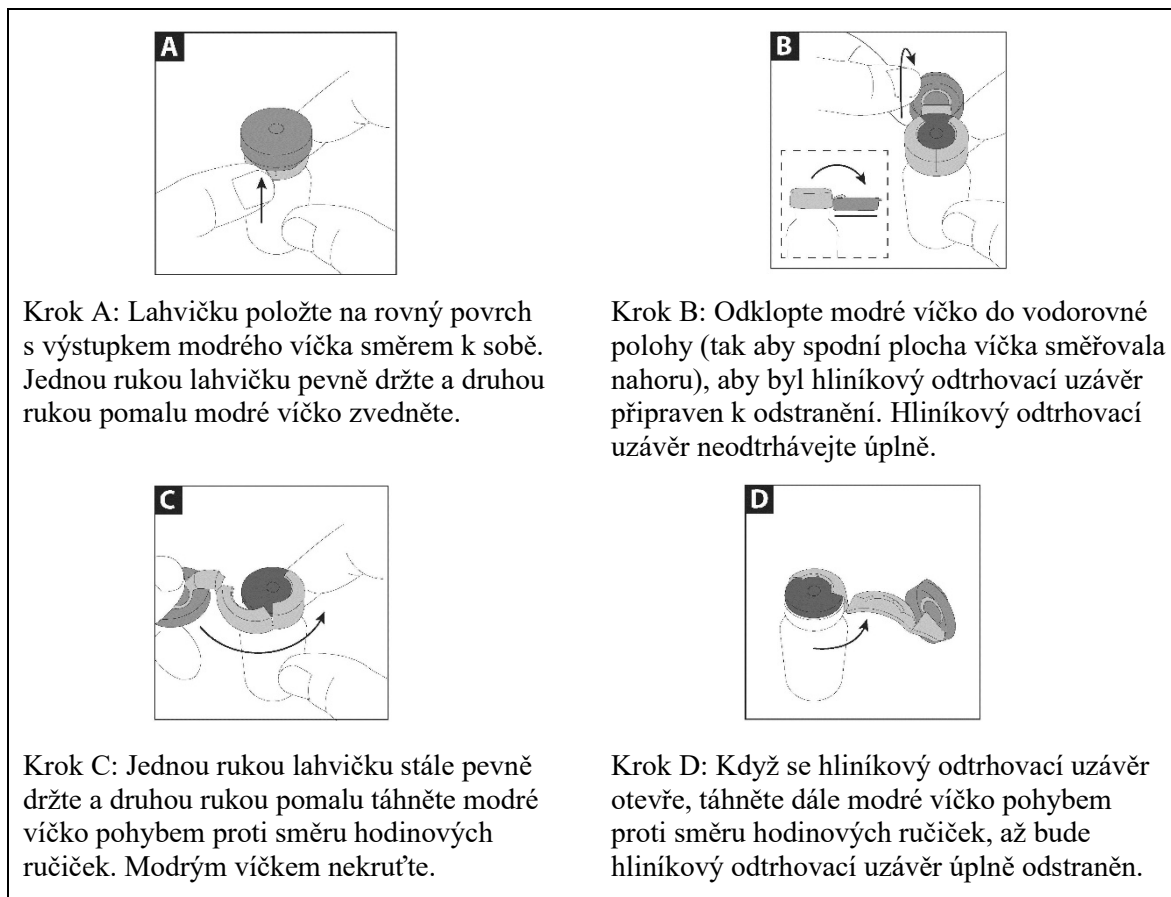 A
Krok A: Lahvičku položte na rovný povrch
s výstupkem modrého víčka směrem k sobě.
Jednou rukou lahvičku pevně držte a druhou
rukou pomalu modré víčko zvedněte.
B
Krok B: Odklopte modré víčko do vodorovné
polohy (tak aby spodní plocha víčka směřovala
nahoru), aby byl hliníkový odtrhovací uzávěr
připraven k odstranění. Hliníkový odtrhovací
uzávěr neodtrhávejte úplně.
C
Krok C: Jednou rukou lahvičku stále pevně
držte a druhou rukou pomalu táhněte modré
víčko pohybem proti směru hodinových
ručiček. Modrým víčkem nekruťte.
D
Krok D: Když se hliníkový odtrhovací uzávěr
otevře, táhněte dále modré víčko pohybem
proti směru hodinových ručiček, až bude
hliníkový odtrhovací uzávěr úplně odstraněn.